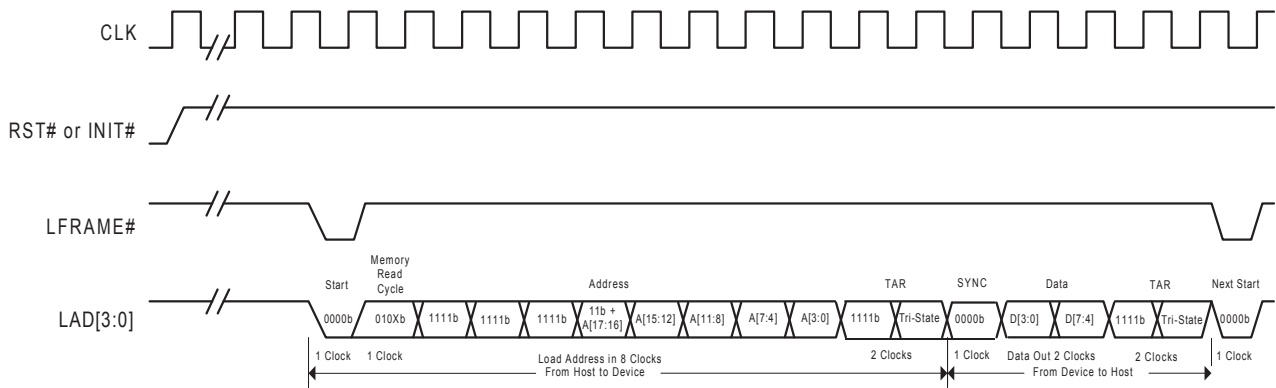 CLK
RST# or INIT#
LFRAME#
Memory
Read
Cycle
Start
Address
TAR
SYNC
Data
TAR
Next Start
LAD[3:0]
0000b
010Xb
1111b
1111b
1111b
11b +
A[17:16]
A[15:12]
A[11:8]
A[7:4]
A[3:0]
1111b
Tri-State
0000b
D[3:0]
D[7:4]
1111b
Tri-State
0000b
1 Clock
1 Clock
Load Address in 8 Clocks
2 Clocks
1 Clock
Data Out 2 Clocks
2 Clocks
1 Clock
From Host to Device
From Device to Host